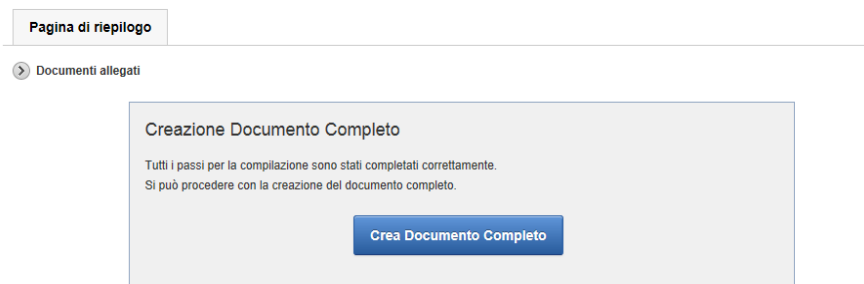 Pagina di riepilogo
Documenti allegati
Creazione Documento Completo
Tutti i passi per la compilazione sono stati completati correttamente.
Si può procedere con la creazione del documento completo.
Crea Documento Completo